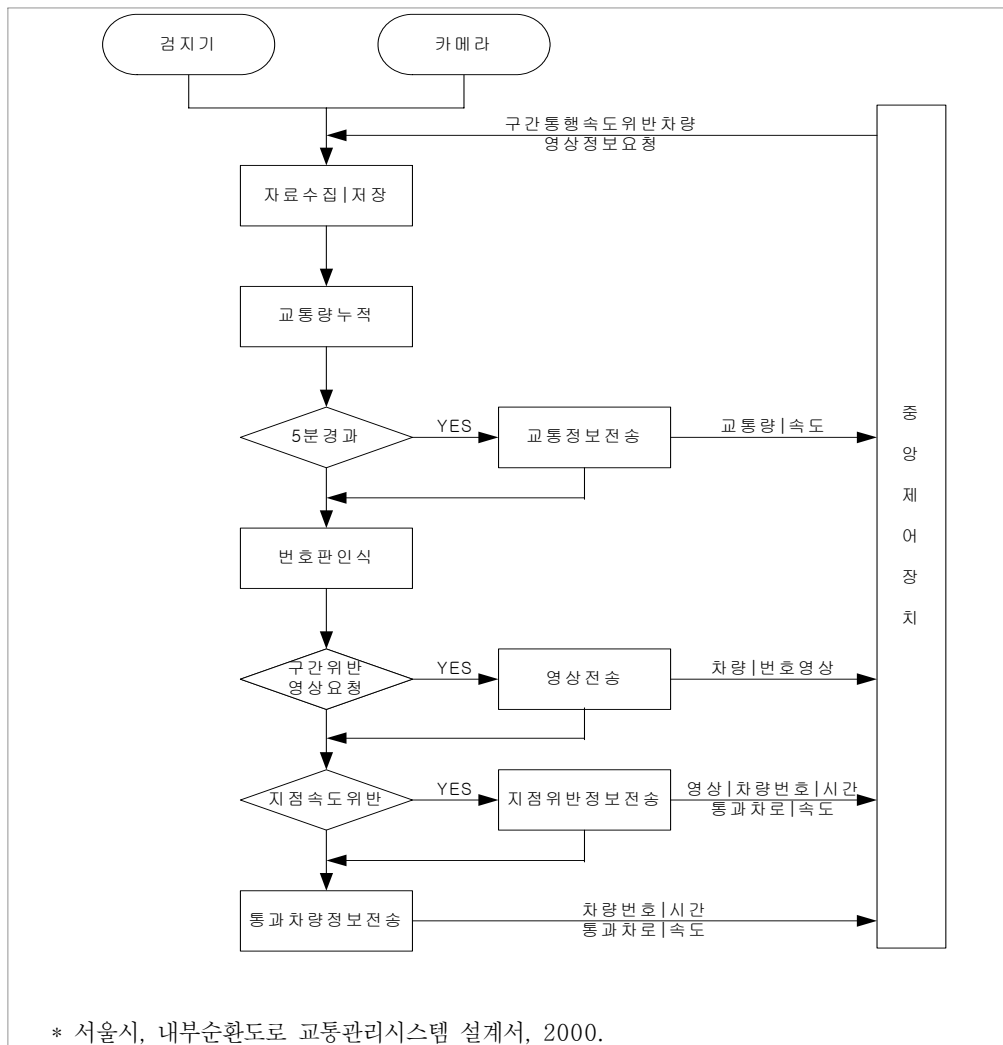 검지기
카메라
구간통행속도위반차량
영상정보요청
자료수집|저장
교통량누적
5분경과
YES
교통정보전송
교통량|속도
중앙제어장치
번호판인식
구간위반
영상요청
YES
영상전송
차량|번호영상
지점속도위반
YES
지점위반정보전송
영상|차량번호|시간
통과차로|속도
통과차량정보전송
차량번호|시간
통과차로|속도
* 서울시, 내부순환도로 교통관리시스템 설계서, 2000.